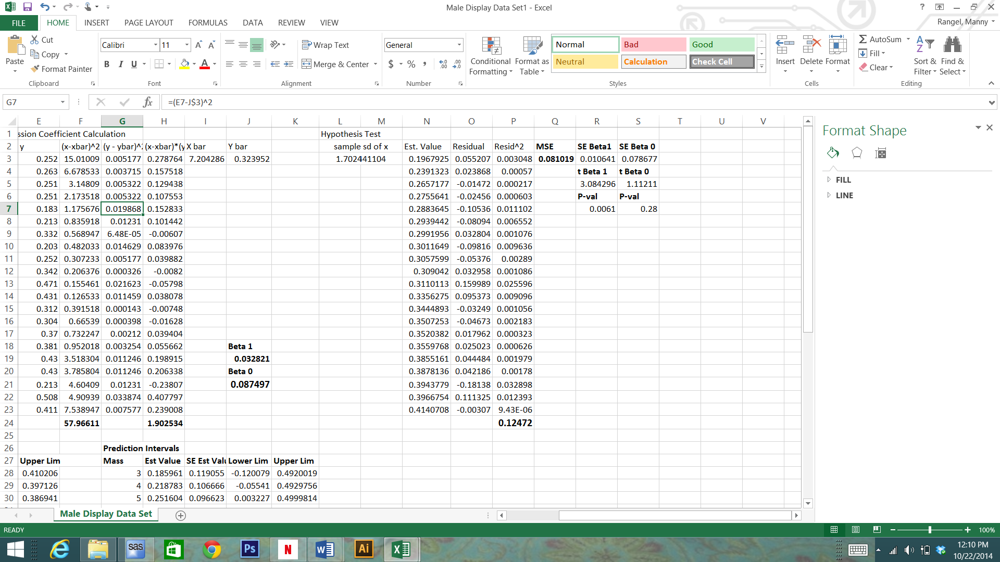 Male Display Data Set1 - Excel
FILE HOME INSERT PAGE LAYOUT FORMULAS DATA REVIEW VIEW
Rangel, Manny
Paste
Cut
Copy
Format Painter
Clipboard
Calibri 11
B I U
Font
Wrap Text
Merge & Center
Alignment
General
$ % ,
Number
Conditional Formatting
Format as Table
Normal Bad Good
Neutral Calculation Check Cell
Styles
Insert Delete Format
Cells
AutoSum
Fill
Clear
Sort & Filter
Find & Select
Editing
G7 fx =(E7-J$3)^2
E F G H I J K L M N O P Q R S T U V
1 ssion Coefficient Calculation Hypothesis Test
2 y (x-xbar)^2 (y - ybar)^2 (x-xbar)*(y X bar Y bar sample sd of x Est. Value Residual Resid^2 MSE SE Beta1 SE Beta 0
3 0.252 15.01009 0.005177 0.278764 7.204286 0.323952 1.702441104 0.1967925 0.055207 0.003048 0.081019 0.010641 0.078677
4 0.263 6.678533 0.003715 0.157518 0.2391323 0.023868 0.00057 t Beta 1 t Beta 0
5 0.251 3.14809 0.005322 0.129438 0.2657177 -0.01472 0.000217 3.084296 1.11211
6 0.251 2.173518 0.005322 0.107553 0.2755641 -0.02456 0.000603 P-val P-val
7 0.183 1.175676 0.019868 0.152833 0.2883645 -0.10536 0.011102 0.0061 0.28
8 0.213 0.835918 0.01231 0.101442 0.2939442 -0.08094 0.006552
9 0.332 0.568947 6.48E-05 -0.00607 0.2991956 0.032804 0.001076
10 0.203 0.482033 0.014629 0.083976 0.3011649 -0.09816 0.009636
11 0.252 0.307233 0.005177 0.039882 0.3057599 -0.05376 0.00289
12 0.342 0.206376 0.000326 -0.0082 0.309042 0.032958 0.001086
13 0.471 0.155461 0.021623 -0.05798 0.3110113 0.159989 0.025596
14 0.431 0.126533 0.011459 0.038078 0.3356275 0.095373 0.009096
15 0.312 0.391518 0.000143 -0.00748 0.3444893 -0.03249 0.001056
16 0.304 0.66539 0.000398 -0.01628 0.3507253 -0.04673 0.002183
17 0.37 0.732247 0.00212 0.039404 0.3520382 0.017962 0.000323
18 0.381 0.952018 0.003254 0.055662 Beta 1 0.3559768 0.025023 0.000626
19 0.43 3.518304 0.011246 0.198915 0.032821 0.3855161 0.044484 0.001979
20 0.43 3.785804 0.011246 0.206338 Beta 0 0.3878136 0.042186 0.00178
21 0.213 4.60409 0.01231 -0.23807 0.087497 0.3943779 -0.18138 0.032898
22 0.508 4.90939 0.033874 0.407797 0.3966754 0.111325 0.012393
23 0.411 7.538947 0.007577 0.239008 0.4140708 -0.00307 9.43E-06
24 57.96611 1.902534 0.12472
25
26 Prediction Intervals
27 Upper Lim Mass Est Value SE Est Valu Lower Lim Upper Lim
28 0.410206 3 0.185961 0.119055 -0.120079 0.4920019
29 0.397126 4 0.218783 0.106666 -0.05541 0.4929756
30 0.386941 5 0.251604 0.096623 0.003227 0.4999814
Format Shape
FILL
LINE
Male Display Data Set
READY
100%
sas Ps N W Ai X
12:10 PM
10/22/2014